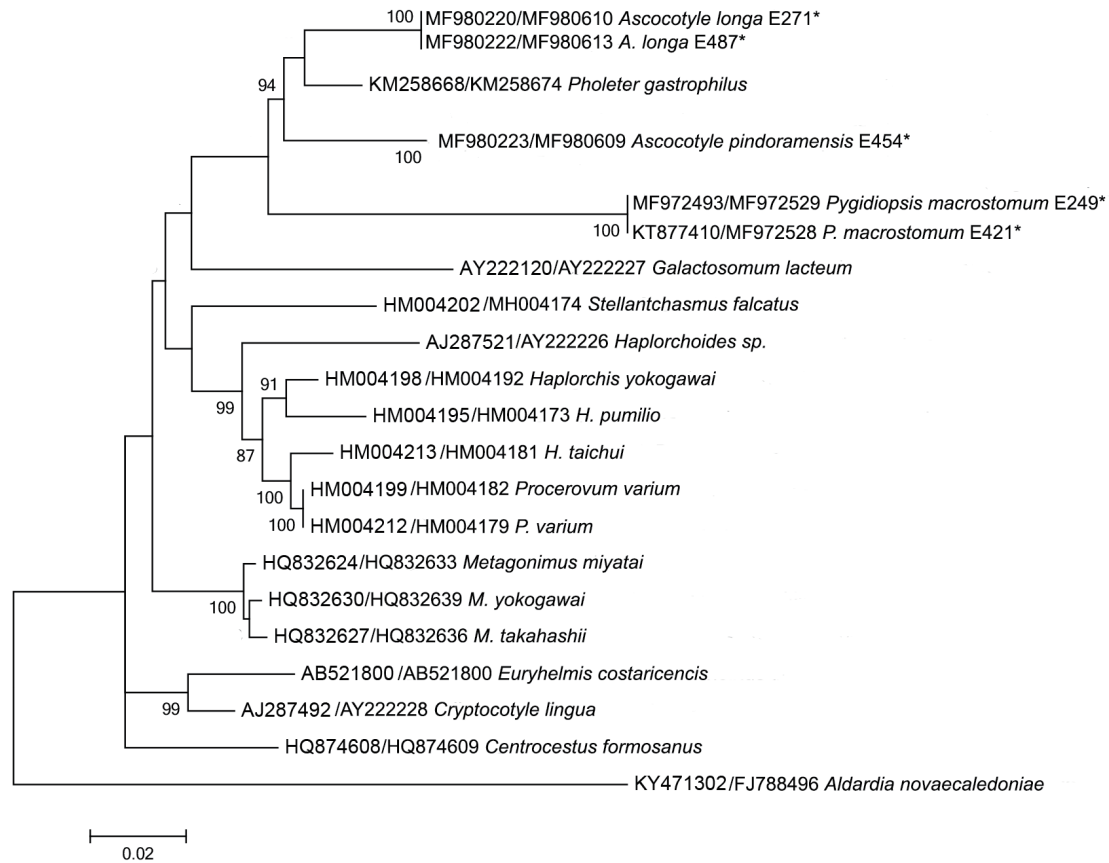 100 MF980220/MF980610 Ascocotyle longa E271*
MF980222/MF980613 A. longa E487*
94 KM258668/KM258674 Pholeter gastrophilus
MF980223/MF980609 Ascocotyle pindoramensis E454*
100
MF972493/MF972529 Pygidiopsis macrostomum E249*
100 KT877410/MF972528 P. macrostomum E421*
AY222120/AY222227 Galactosomum lacteum
HM004202/MH004174 Stellantchasmus falcatus
AJ287521/AY222226 Haplorchoides sp.
91 HM004198/HM004192 Haplorchis yokogawai
99 HM004195/HM004173 H. pumilio
87 HM004213/HM004181 H. taichui
100 HM004199/HM004182 Procerovum varium
100 HM004212/HM004179 P. varium
HQ832624/HQ832633 Metagonimus miyatai
100 HQ832630/HQ832639 M. yokogawai
HQ832627/HQ832636 M. takahashii
AB521800/AB521800 Euryhelmis costaricencis
99 AJ287492/AY222228 Cryptocotyle lingua
HQ874608/HQ874609 Centrocestus formosanus
KY471302/FJ788496 Aldardia novaecaledoniae
0.02